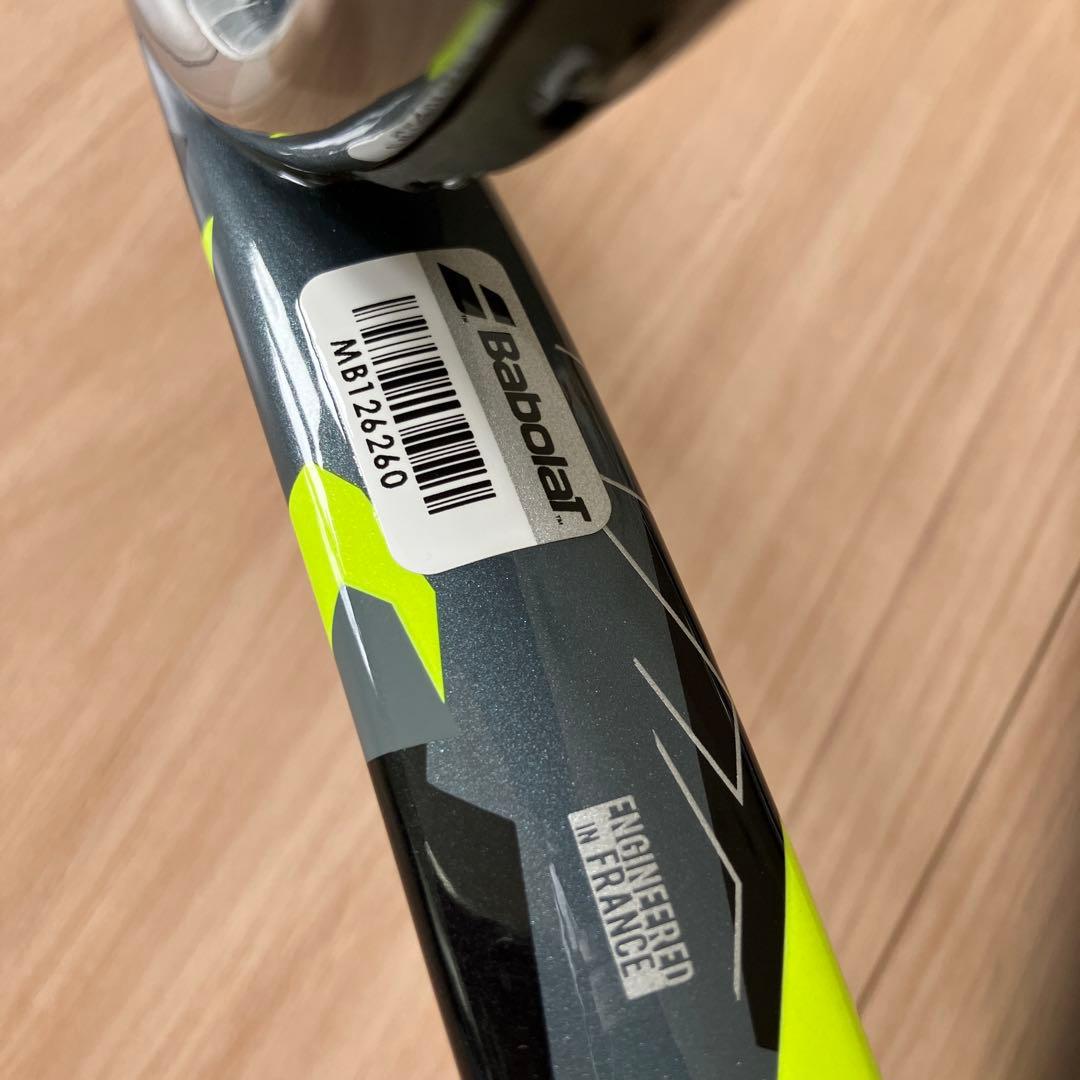 Babolat
MB126260
ENGINEERED
IN FRANCE